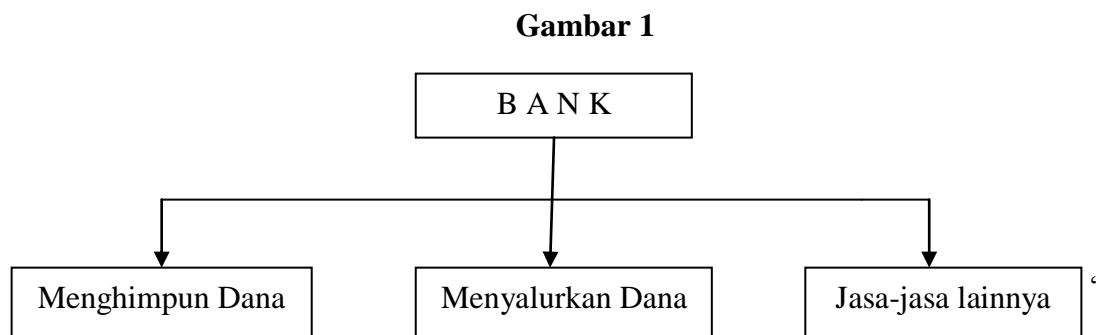 Gambar 1
B A N K
Menghimpun Dana
Menyalurkan Dana
Jasa-jasa lainnya
‘